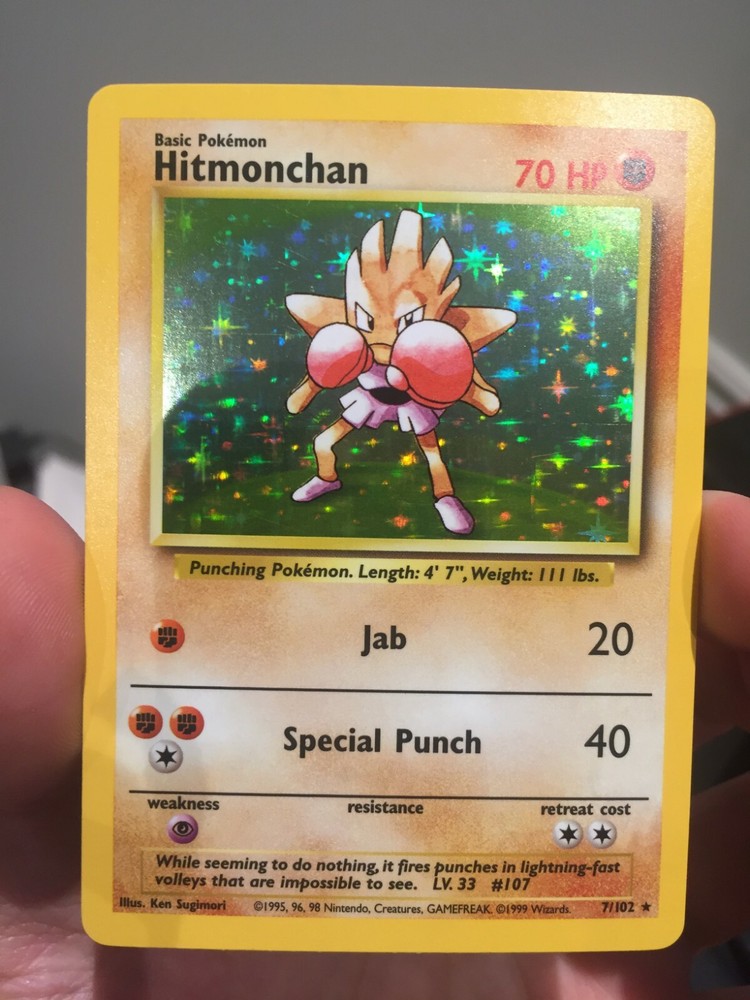 Basic Pokémon
Hitmonchan 70 HP
Punching Pokémon. Length: 4' 7", Weight: 111 lbs.
Jab 20
Special Punch 40
weakness resistance retreat cost
While seeming to do nothing, it fires punches in lightning-fast
volleys that are impossible to see. LV. 33 #107
Illus. Ken Sugimori ©1995, 96, 98 Nintendo, Creatures, GAMEFREAK. ©1999 Wizards. 7/102 ★